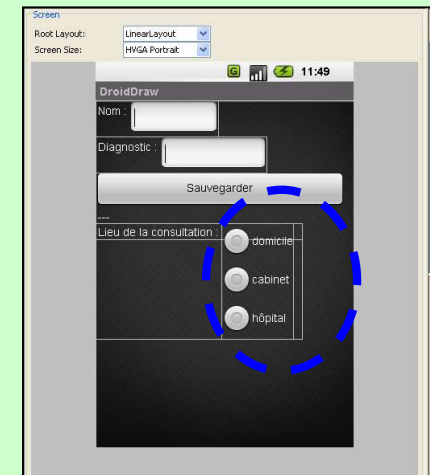 Screen
Root Layout: LinearLayout
Screen Size: HVGA Portrait
G 11:49
DroidDraw
Nom :
Diagnostic :
Sauvegarder
---
Lieu de la consultation : domicile
cabinet
hôpital